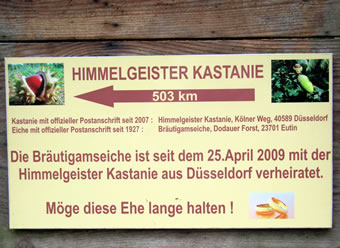 HIMMELGEISTER KASTANIE
503 km
Kastanie mit offizieller Postanschrift seit 2007 : Himmelgeister Kastanie, Kölner Weg, 40589 Düsseldorf
Eiche mit offizieller Postanschrift seit 1927 : Bräutigamseiche, Dodauer Forst, 23701 Eutin
Die Bräutigamseiche ist seit dem 25.April 2009 mit der
Himmelgeister Kastanie aus Düsseldorf verheiratet.
Möge diese Ehe lange halten !